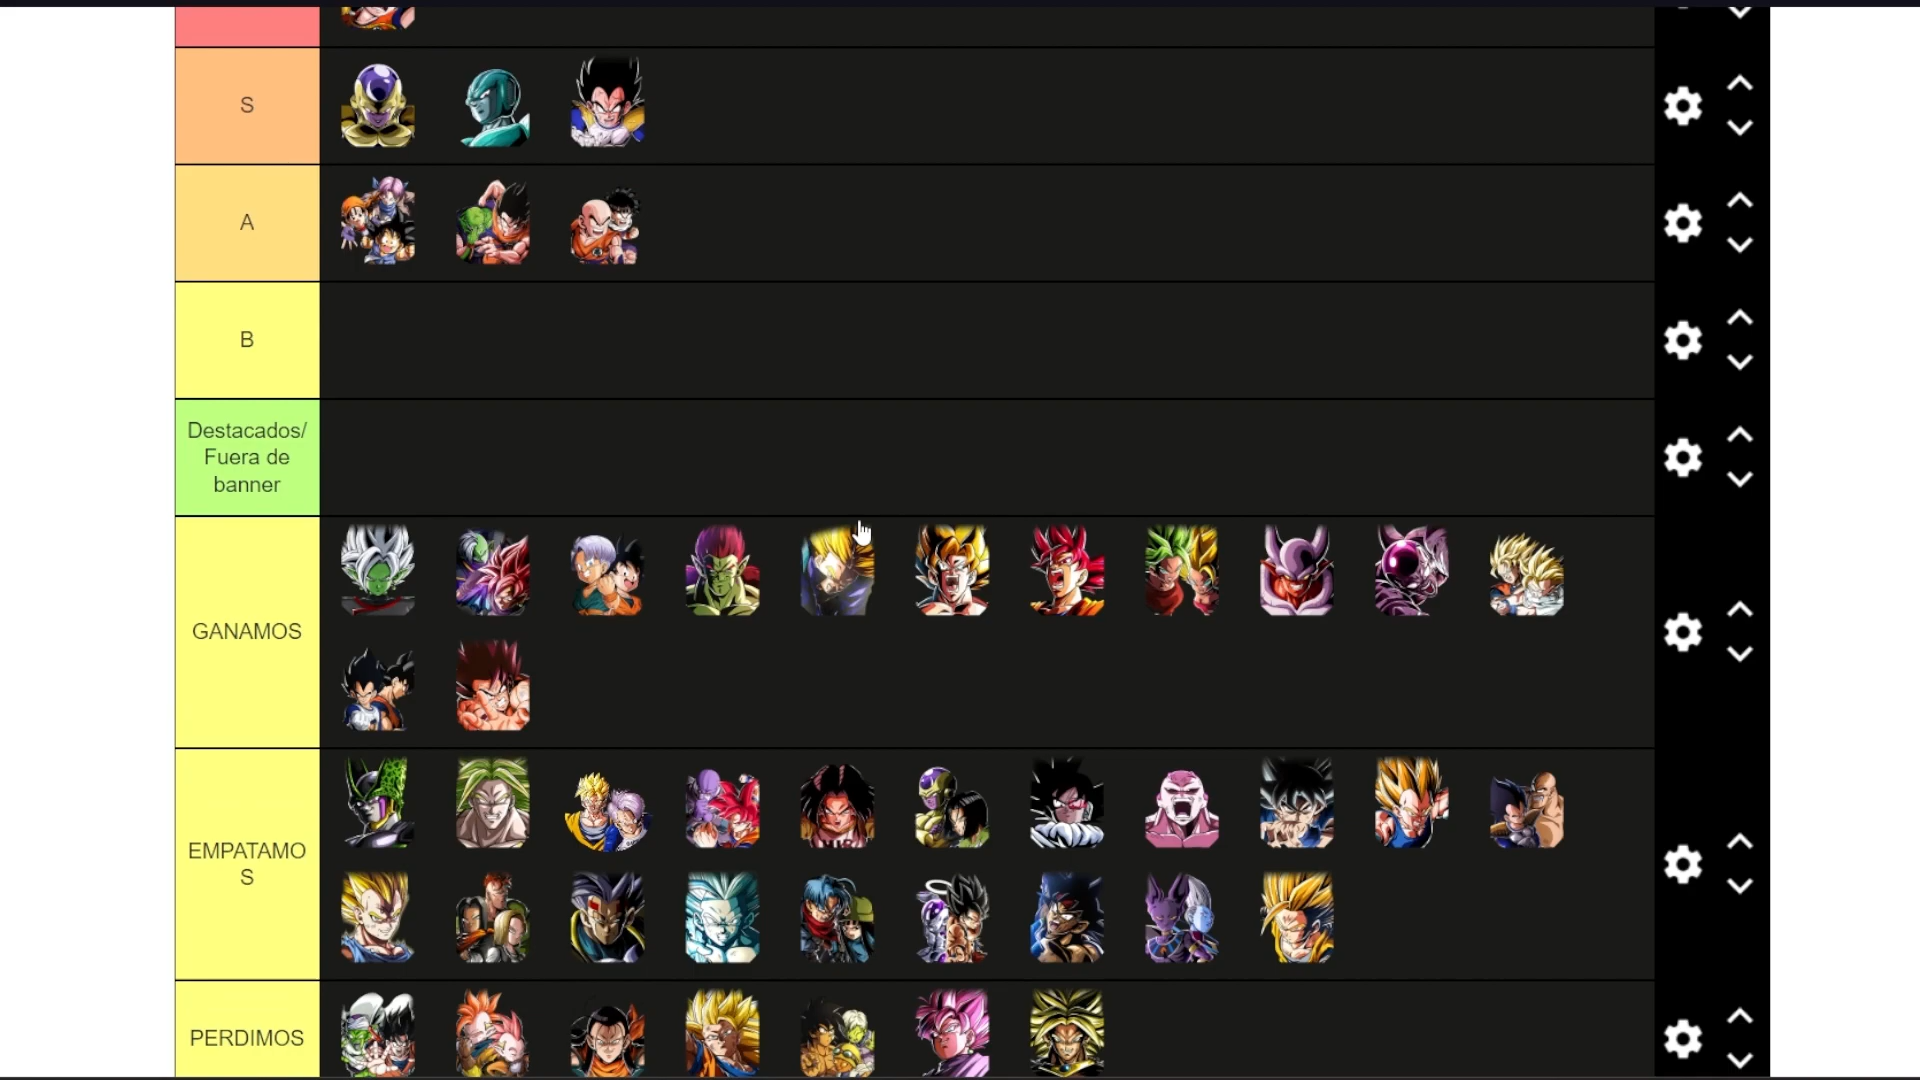 S
A
B
Destacados/
Fuera de
banner
GANAMOS
EMPATAMO
S
PERDIMOS